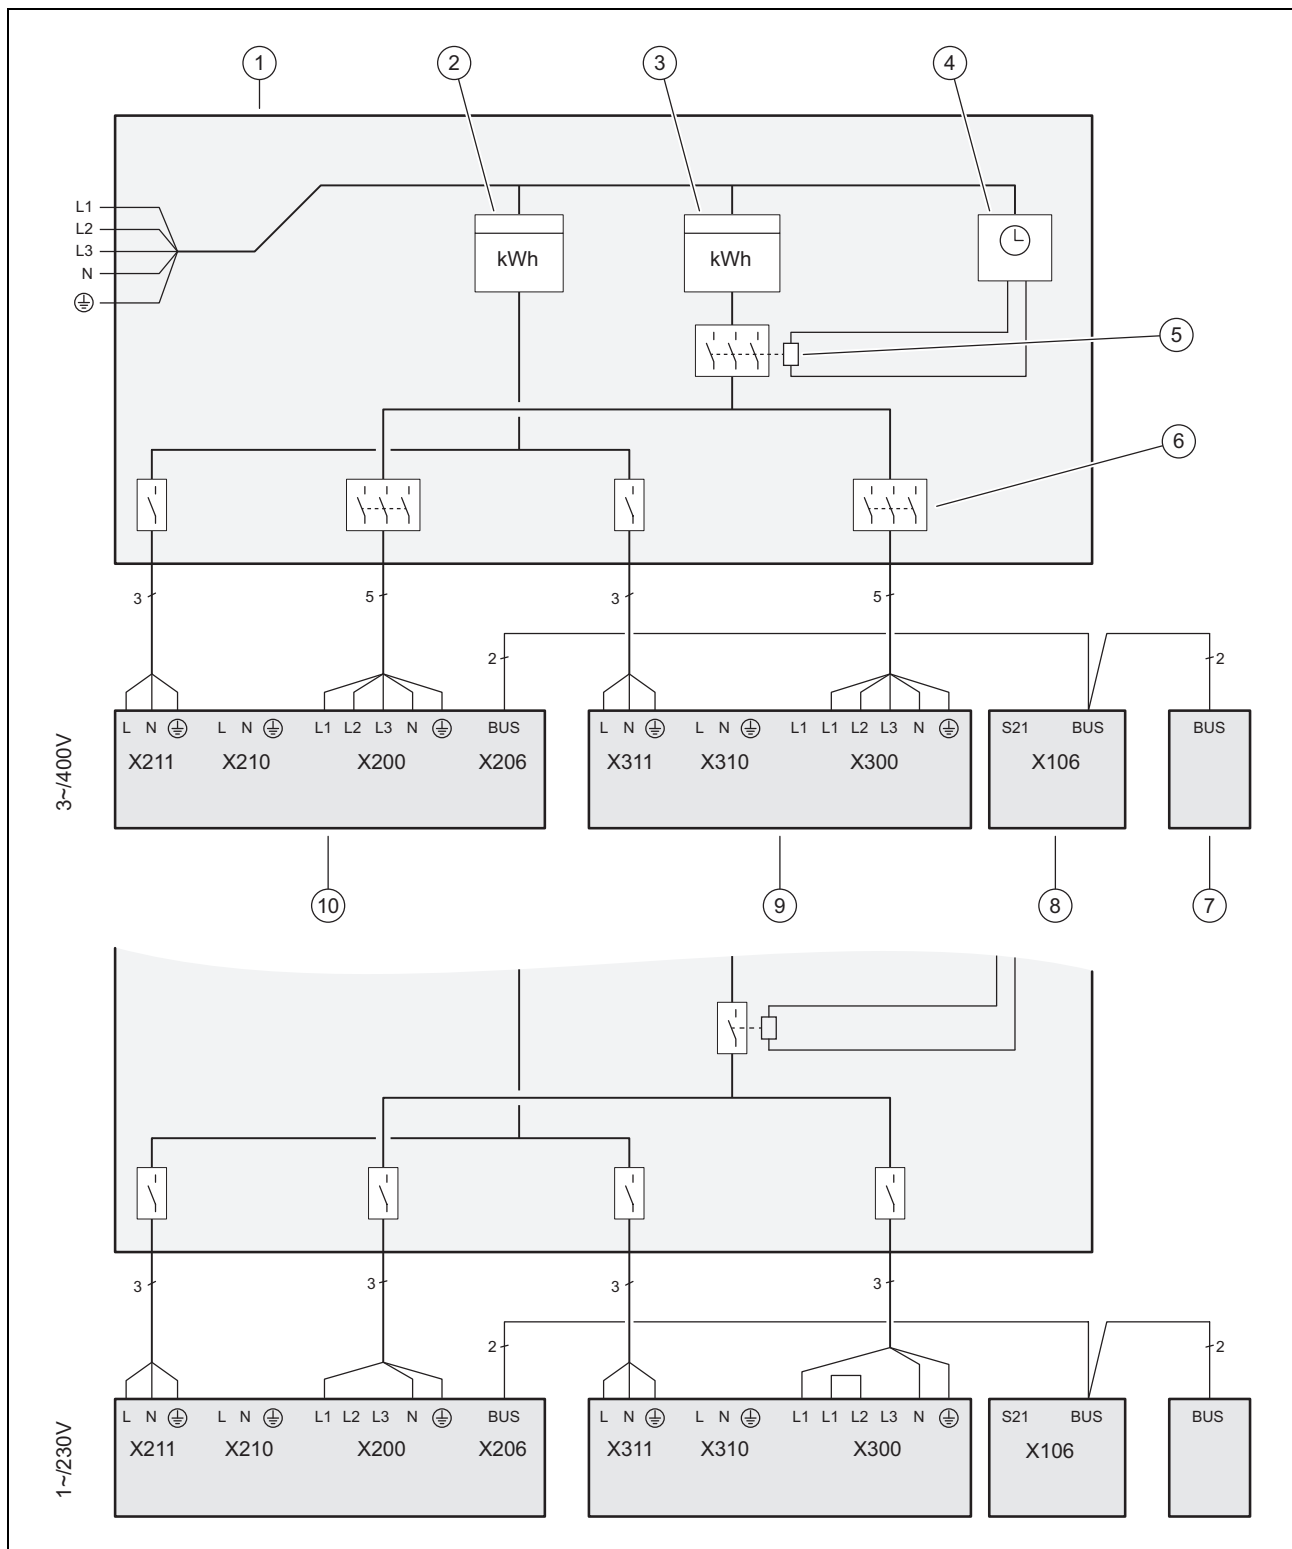 1 2 3 4
L1
L2
L3
N
kWh kWh
5
6
3 5 3 5
2 2
L N L N L1 L2 L3 N BUS L N L N L1 L1 L2 L3 N S21 BUS BUS
X211 X210 X200 X206 X311 X310 X300 X106
3~/400V
10 9 8 7
3 3 3 3
2 2
L N L N L1 L2 L3 N BUS L N L N L1 L1 L2 L3 N S21 BUS BUS
X211 X210 X200 X206 X311 X310 X300 X106
1~/230V